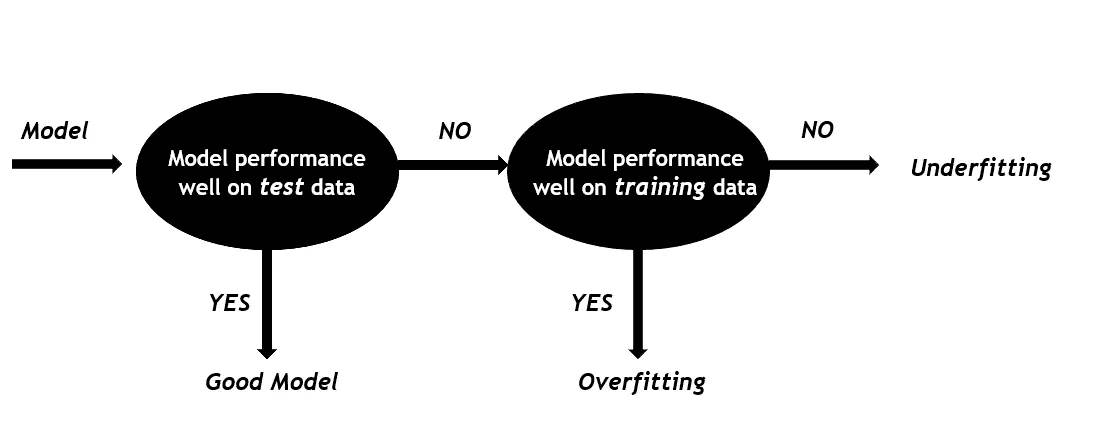 Model
Model performance
well on test data
NO
Model performance
well on training data
NO
Underfitting
YES
Good Model
YES
Overfitting